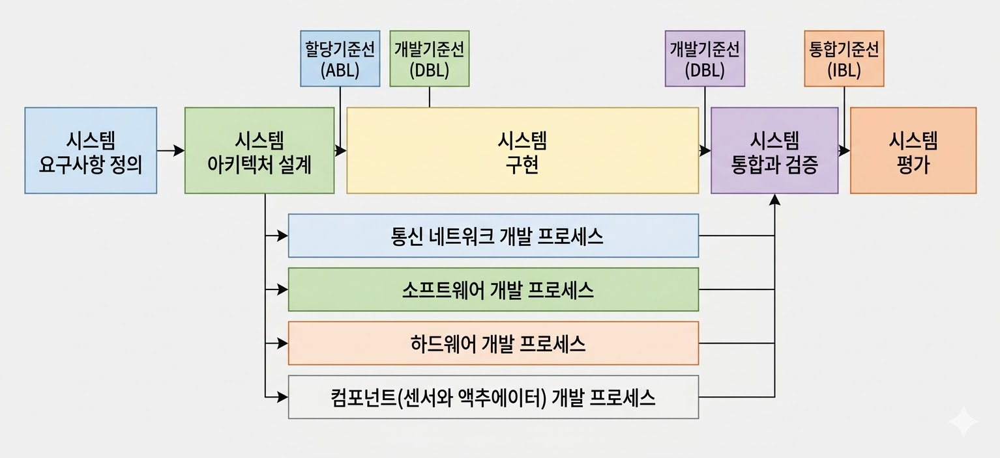 할당기준선
(ABL)
개발기준선
(DBL)
개발기준선
(DBL)
통합기준선
(IBL)
시스템
요구사항 정의
시스템
아키텍처 설계
시스템
구현
시스템
통합과 검증
시스템
평가
통신 네트워크 개발 프로세스
소프트웨어 개발 프로세스
하드웨어 개발 프로세스
컴포넌트(센서와 액추에이터) 개발 프로세스